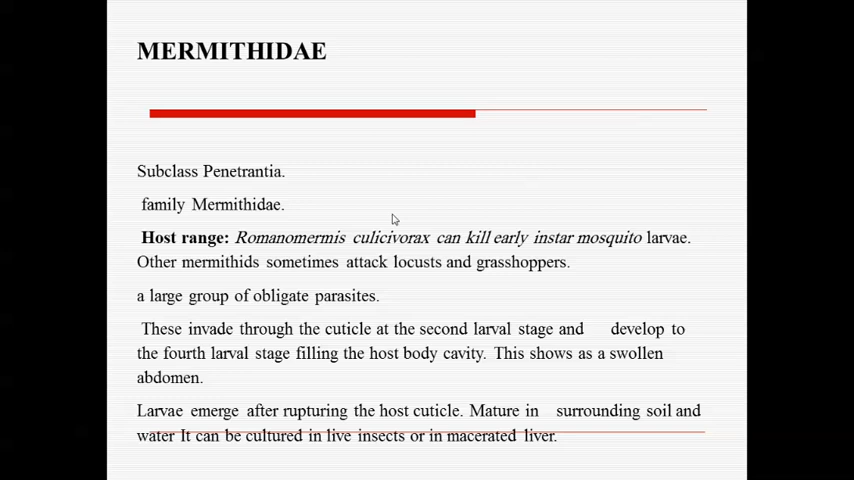 MERMITHIDAE
Subclass Penetrantia.
family Mermithidae.
Host range: Romanomermis culicivorax can kill early instar mosquito larvae.
Other mermithids sometimes attack locusts and grasshoppers.
a large group of obligate parasites.
These invade through the cuticle at the second larval stage and develop to
the fourth larval stage filling the host body cavity. This shows as a swollen
abdomen.
Larvae emerge after rupturing the host cuticle. Mature in surrounding soil and
water It can be cultured in live insects or in macerated liver.